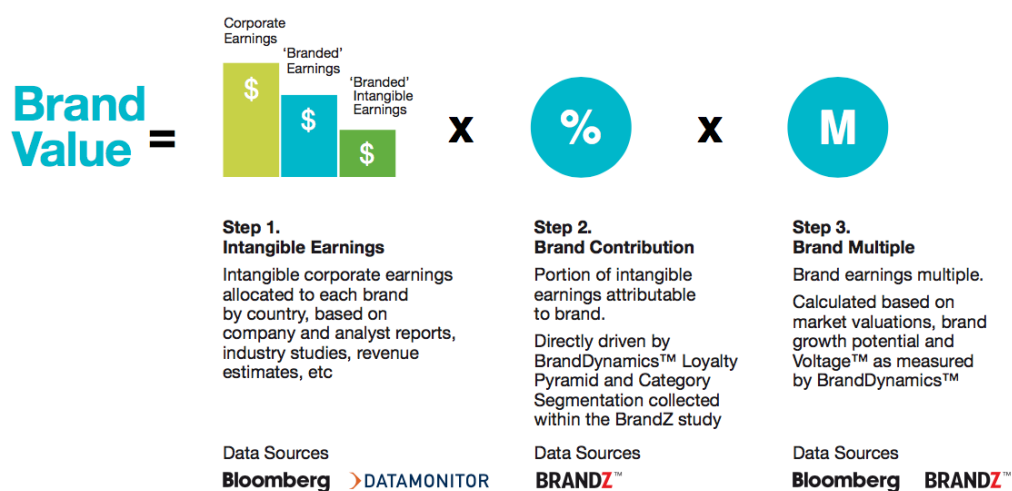 Corporate
Earnings
‘Branded’
Earnings
‘Branded’
Intangible
Earnings
$
$
$
Brand
Value
=
x
%
x
M
Step 1.
Intangible Earnings
Intangible corporate earnings
allocated to each brand
by country, based on
company and analyst reports,
industry studies, revenue
estimates, etc
Data Sources
Bloomberg
DATAMONITOR
Step 2.
Brand Contribution
Portion of intangible
earnings attributable
to brand.
Directly driven by
BrandDynamics™ Loyalty
Pyramid and Category
Segmentation collected
within the BrandZ study
Data Sources
BRANDZ™
Step 3.
Brand Multiple
Brand earnings multiple.
Calculated based on
market valuations, brand
growth potential and
Voltage™ as measured
by BrandDynamics™
Data Sources
Bloomberg
BRANDZ™